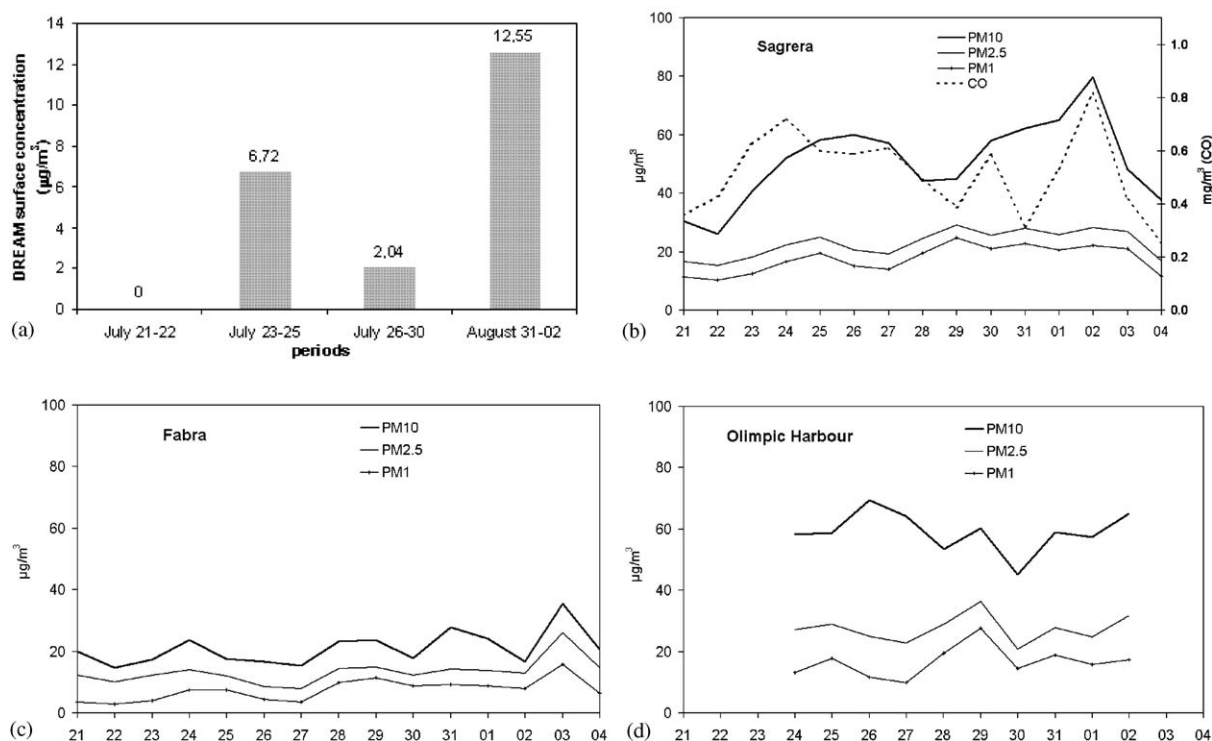 (a)
DREAM surface concentration
(µg/m³)
14
12
10
8
6
4
2
0
0
6,72
2,04
12,55
July 21-22 July 23-25 July 26-30 August 31-02
periods
(b)
µg/m³
100
80
60
40
20
0
Sagrera
PM10
PM2.5
PM1
CO
1.0
0.8
0.6
0.4
0.2
0.0
mg/m³ (CO)
21 22 23 24 25 26 27 28 29 30 31 01 02 03 04
(c)
µg/m³
100
80
60
40
20
0
Fabra
PM10
PM2.5
PM1
21 22 23 24 25 26 27 28 29 30 31 01 02 03 04
(d)
µg/m³
100
80
60
40
20
0
Olimpic Harbour
PM10
PM2.5
PM1
21 22 23 24 25 26 27 28 29 30 31 01 02 03 04